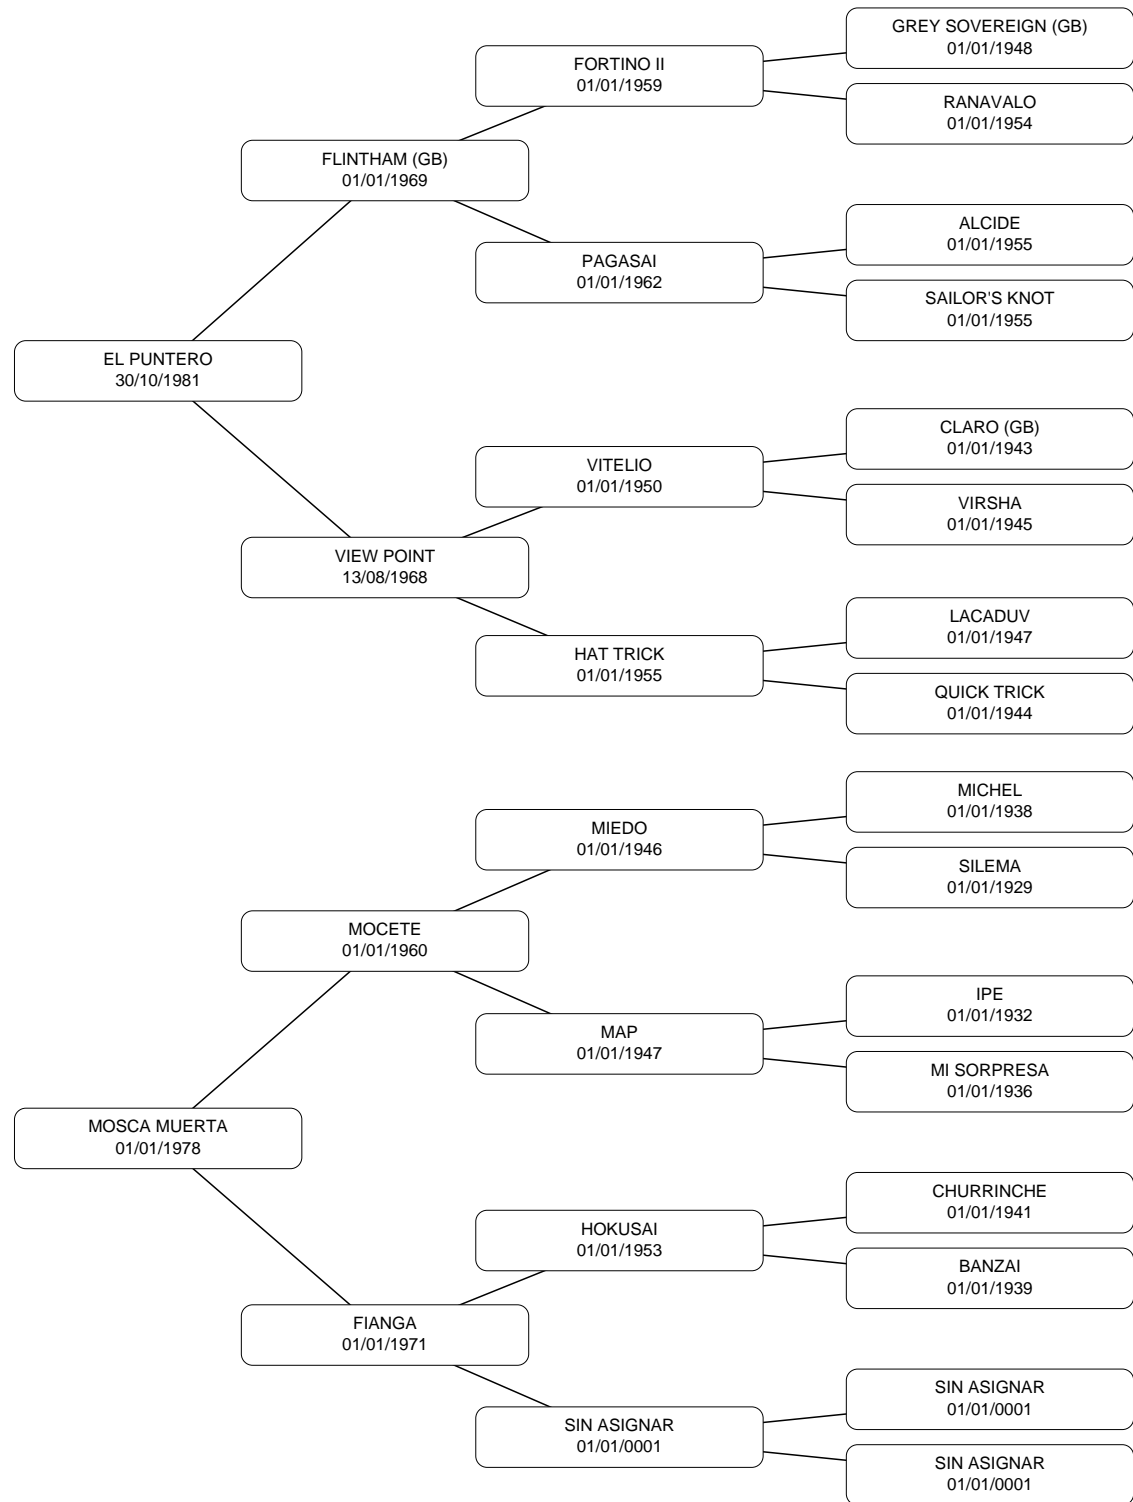 GREY SOVEREIGN (GB)
01/01/1948
FORTINO II
01/01/1959
RANAVALO
01/01/1954
FLINTHAM (GB)
01/01/1969
ALCIDE
01/01/1955
PAGASAI
01/01/1962
SAILOR'S KNOT
01/01/1955
EL PUNTERO
30/10/1981
CLARO (GB)
01/01/1943
VITELIO
01/01/1950
VIRSHA
01/01/1945
VIEW POINT
13/08/1968
LACADUV
01/01/1947
HAT TRICK
01/01/1955
QUICK TRICK
01/01/1944
MICHEL
01/01/1938
MIEDO
01/01/1946
SILEMA
01/01/1929
MOCETE
01/01/1960
IPE
01/01/1932
MAP
01/01/1947
MI SORPRESA
01/01/1936
MOSCA MUERTA
01/01/1978
CHURRINCHE
01/01/1941
HOKUSAI
01/01/1953
BANZAI
01/01/1939
FIANGA
01/01/1971
SIN ASIGNAR
01/01/0001
SIN ASIGNAR
01/01/0001
SIN ASIGNAR
01/01/0001